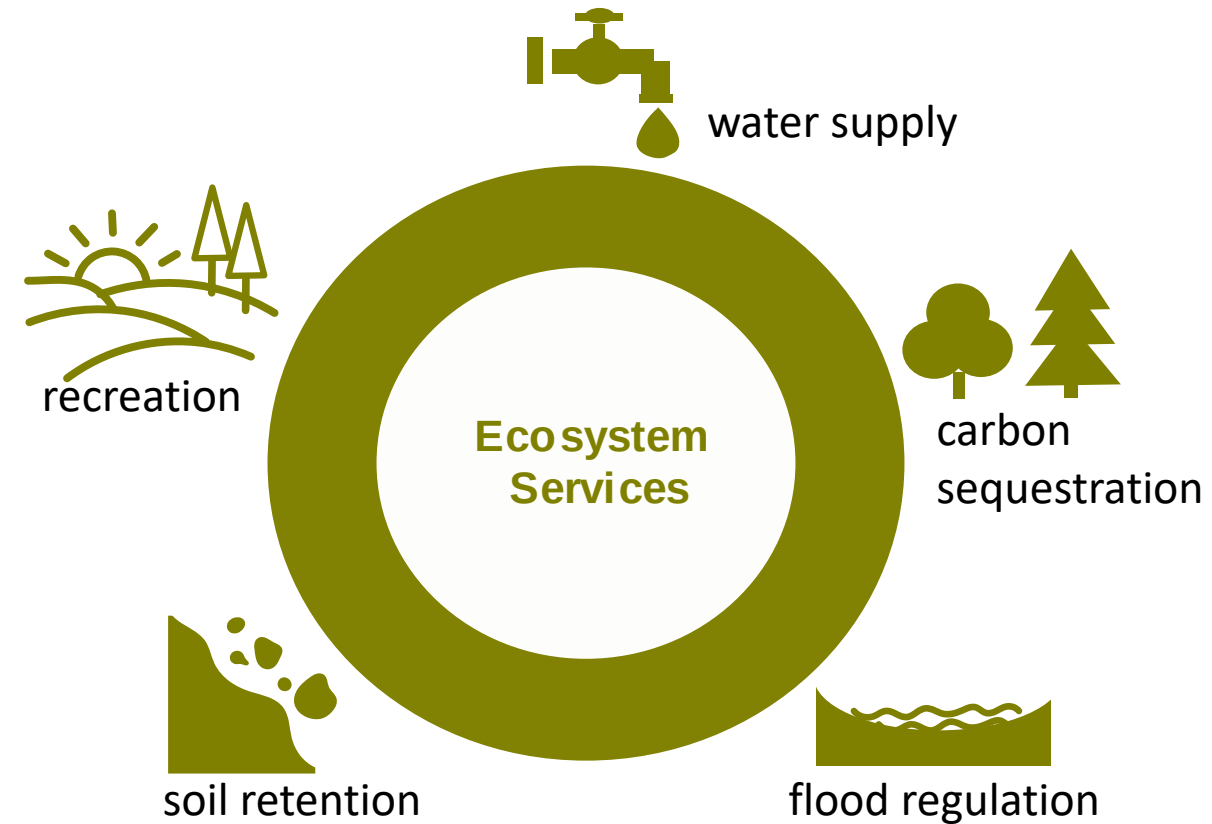 water supply
recreation
carbon
sequestration
Ecosystem
Services
soil retention
flood regulation